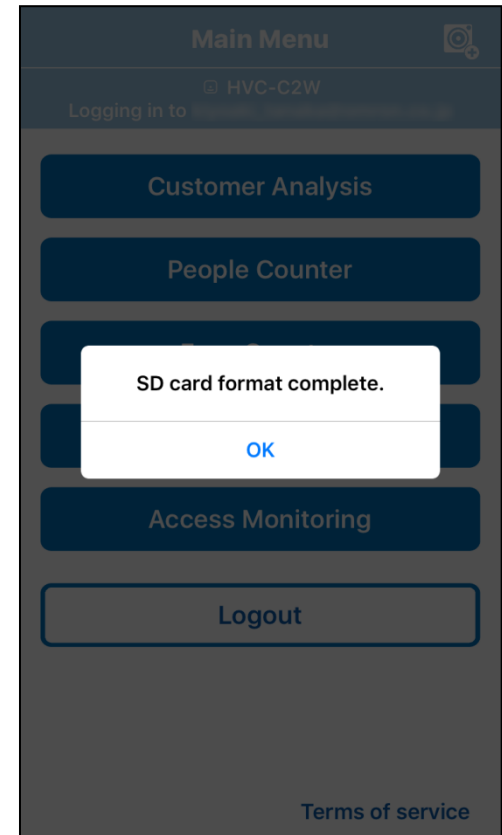 Main Menu
HVC-C2W
Logging in to
Customer Analysis
People Counter
SD card format complete.
OK
Access Monitoring
Logout
Terms of service